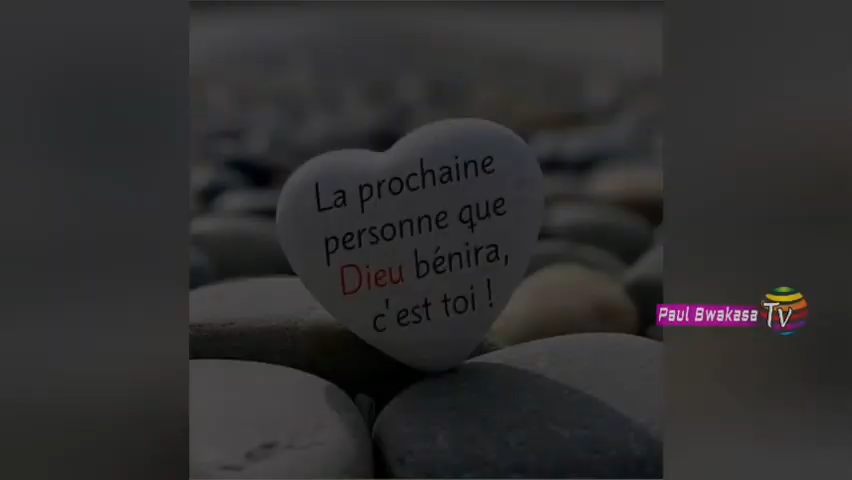 La prochaine
personne que
Dieu bénira,
c'est toi !
Paul Bwakasa TV